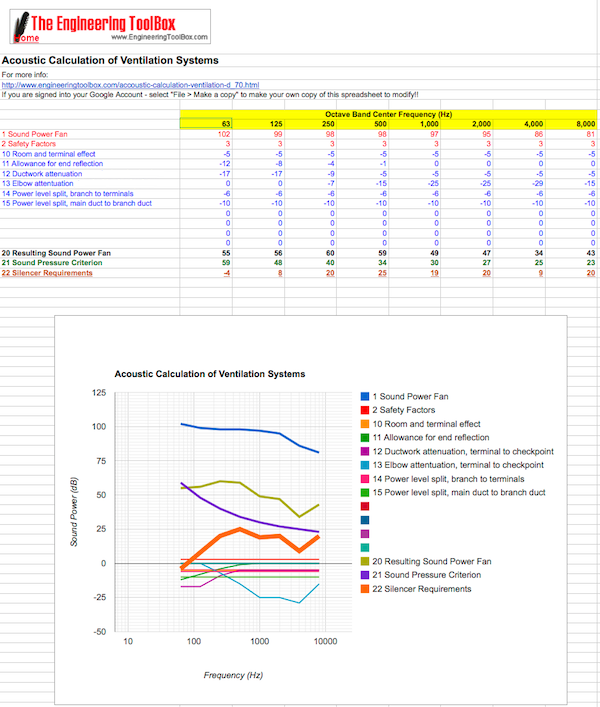 The Engineering ToolBox
Home
www.EngineeringToolBox.com
Acoustic Calculation of Ventilation Systems
For more info:
http://www.engineeringtoolbox.com/accoustic-calculation-ventilation-d_70.html
If you are signed into your Google Account - select "File > Make a copy" to make your own copy of this spreadsheet to modify!!
Octave Band Center Frequency (Hz)
63 125 250 500 1,000 2,000 4,000 8,000
1 Sound Power Fan 102 99 98 98 97 95 86 81
2 Safety Factors 3 3 3 3 3 3 3 3
10 Room and terminal effect -5 -5 -5 -5 -5 -5 -5 -5
11 Allowance for end reflection -12 -8 -4 -1 0 0 0 0
12 Ductwork attenuation -17 -17 -9 -5 -5 -5 -5 -5
13 Elbow attentuation 0 0 -7 -15 -25 -25 -29 -15
14 Power level split, branch to terminals -6 -6 -6 -6 -6 -6 -6 -6
15 Power level split, main duct to branch duct -10 -10 -10 -10 -10 -10 -10 -10
0 0 0 0 0 0 0 0
0 0 0 0 0 0 0 0
0 0 0 0 0 0 0 0
0 0 0 0 0 0 0 0
20 Resulting Sound Power Fan 55 56 60 59 49 47 34 43
21 Sound Pressure Criterion 59 48 40 34 30 27 25 23
22 Silencer Requirements -4 8 20 25 19 20 9 20
Acoustic Calculation of Ventilation Systems
Sound Power (dB)
125
100
75
50
25
0
-25
-50
10 100 1000 10000
Frequency (Hz)
1 Sound Power Fan
2 Safety Factors
10 Room and terminal effect
11 Allowance for end reflection
12 Ductwork attenuation, terminal to checkpoint
13 Elbow attentuation, terminal to checkpoint
14 Power level split, branch to terminals
15 Power level split, main duct to branch duct
20 Resulting Sound Power Fan
21 Sound Pressure Criterion
22 Silencer Requirements